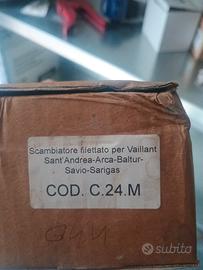 Scambiatore filettato per Vaillant
Sant'Andrea-Arca-Baltur-
Savio-Sarigas
COD. C.24.M
subito